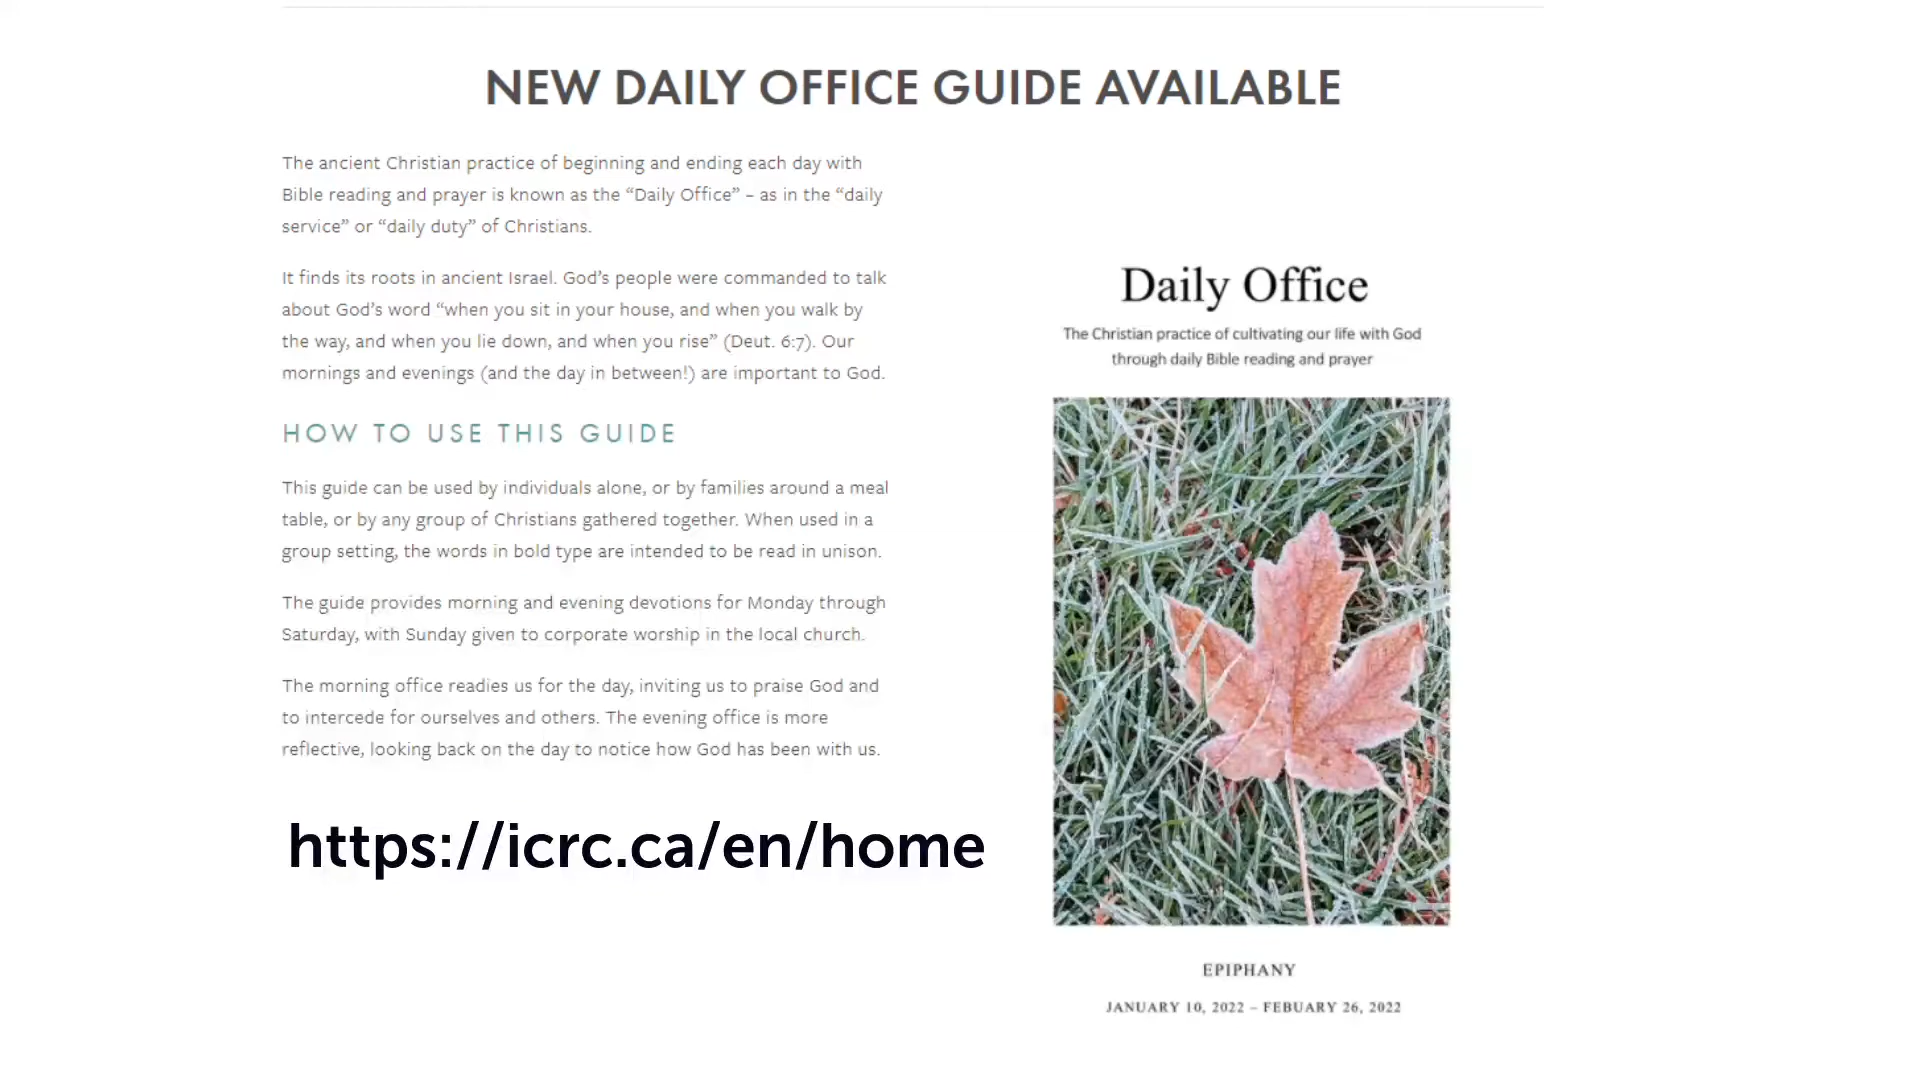 NEW DAILY OFFICE GUIDE AVAILABLE
The ancient Christian practice of beginning and ending each day with
Bible reading and prayer is known as the “Daily Office” – as in the “daily
service” or “daily duty” of Christians.
It finds its roots in ancient Israel. God’s people were commanded to talk
about God’s word “when you sit in your house, and when you walk by
the way, and when you lie down, and when you rise” (Deut. 6:7). Our
mornings and evenings (and the day in between!) are important to God.
HOW TO USE THIS GUIDE
This guide can be used by individuals alone, or by families around a meal
table, or by any group of Christians gathered together. When used in a
group setting, the words in bold type are intended to be read in unison.
The guide provides morning and evening devotions for Monday through
Saturday, with Sunday given to corporate worship in the local church.
The morning office readies us for the day, inviting us to praise God and
to intercede for ourselves and others. The evening office is more
reflective, looking back on the day to notice how God has been with us.
https://icrc.ca/en/home
Daily Office
The Christian practice of cultivating our life with God
through daily Bible reading and prayer
EPIPHANY
JANUARY 10, 2022 – FEBUARY 26, 2022